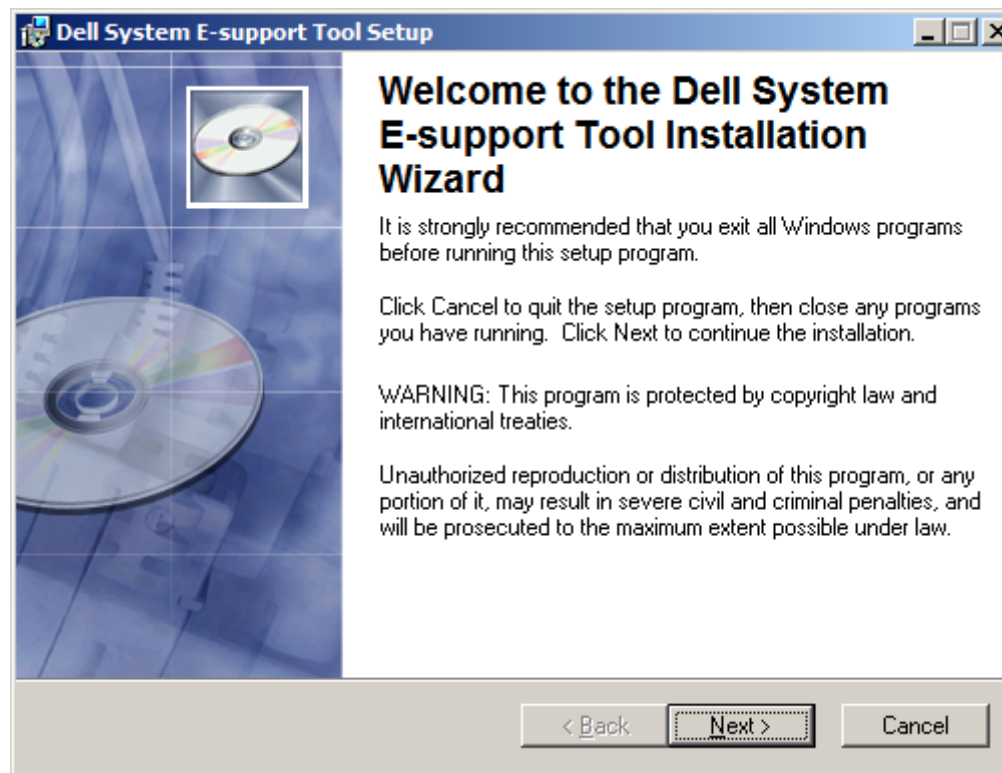 Dell System E-support Tool Setup
Welcome to the Dell System
E-support Tool Installation
Wizard
It is strongly recommended that you exit all Windows programs
before running this setup program.
Click Cancel to quit the setup program, then close any programs
you have running.  Click Next to continue the installation.
WARNING: This program is protected by copyright law and
international treaties.
Unauthorized reproduction or distribution of this program, or any
portion of it, may result in severe civil and criminal penalties, and
will be prosecuted to the maximum extent possible under law.
< Back Next > Cancel